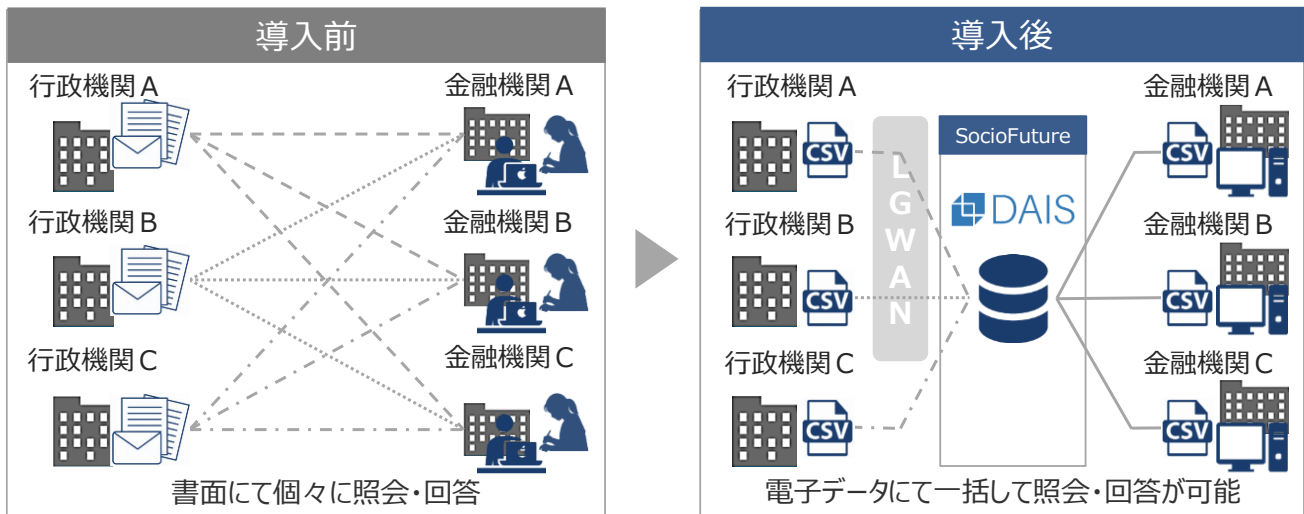 導入前
行政機関A
金融機関A
行政機関B
金融機関B
行政機関C
金融機関C
書面にて個々に照会・回答
導入後
行政機関A
金融機関A
CSV
LGWAN
SocioFuture
CSV
DAIS
行政機関B
金融機関B
CSV
CSV
行政機関C
金融機関C
CSV
CSV
電子データにて一括して照会・回答が可能